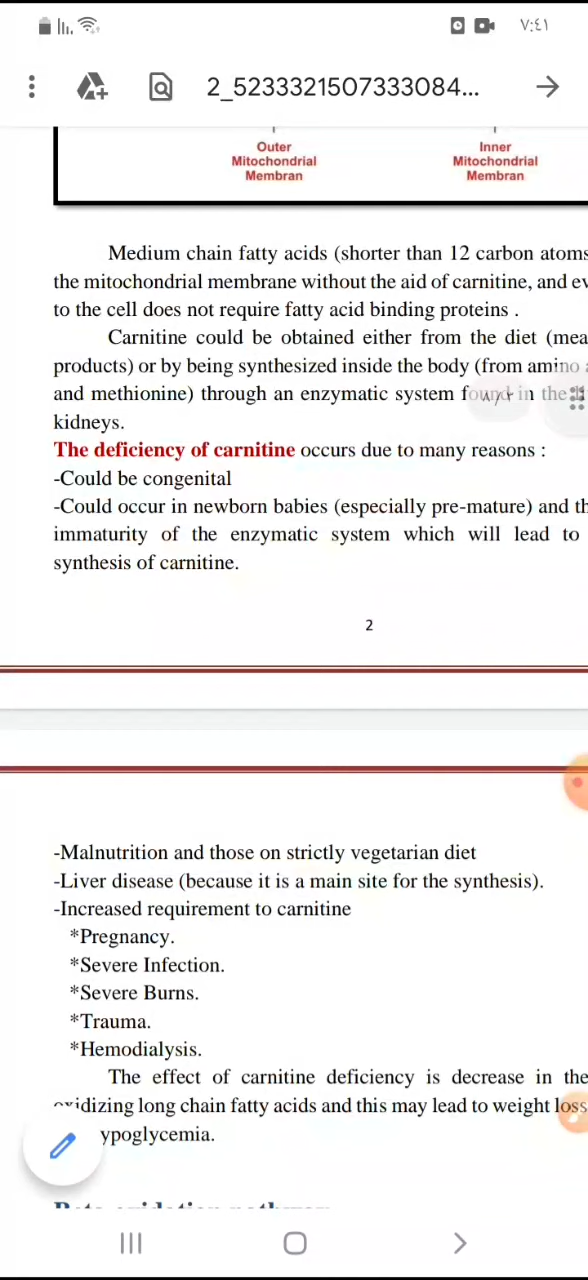 ٧:٤١
2_5233321507333084...
Outer
Mitochondrial
Membran
Inner
Mitochondrial
Membran
Medium chain fatty acids (shorter than 12 carbon atoms
the mitochondrial membrane without the aid of carnitine, and ev
to the cell does not require fatty acid binding proteins .
Carnitine could be obtained either from the diet (mea
products) or by being synthesized inside the body (from amino
and methionine) through an enzymatic system found in the
kidneys.
The deficiency of carnitine occurs due to many reasons :
-Could be congenital
-Could occur in newborn babies (especially pre-mature) and th
immaturity of the enzymatic system which will lead to
synthesis of carnitine.
2
-Malnutrition and those on strictly vegetarian diet
-Liver disease (because it is a main site for the synthesis).
-Increased requirement to carnitine
*Pregnancy.
*Severe Infection.
*Severe Burns.
*Trauma.
*Hemodialysis.
The effect of carnitine deficiency is decrease in the
oxidizing long chain fatty acids and this may lead to weight loss
ypoglycemia.